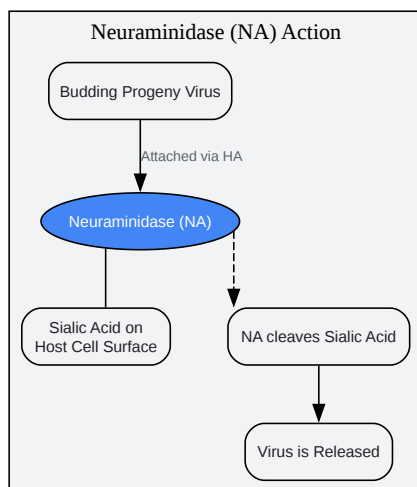 Neuraminidase (NA) Action
Budding Progeny Virus
Attached via HA
Neuraminidase (NA)
Sialic Acid on
Host Cell Surface
NA cleaves Sialic Acid
Virus is Released